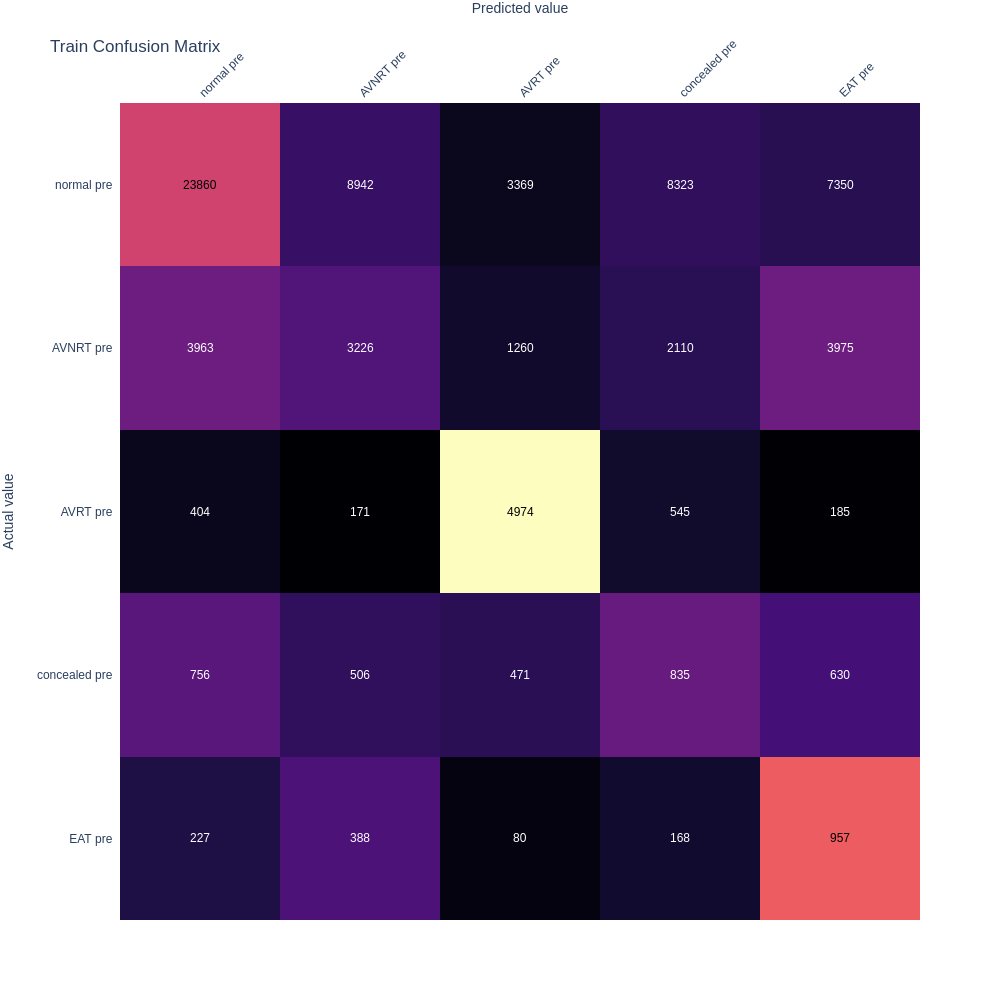 Predicted value
Train Confusion Matrix
normal pre AVNRT pre AVRT pre concealed pre EAT pre
normal pre 23860 8942 3369 8323 7350
AVNRT pre 3963 3226 1260 2110 3975
AVRT pre 404 171 4974 545 185
concealed pre 756 506 471 835 630
EAT pre 227 388 80 168 957
Actual value